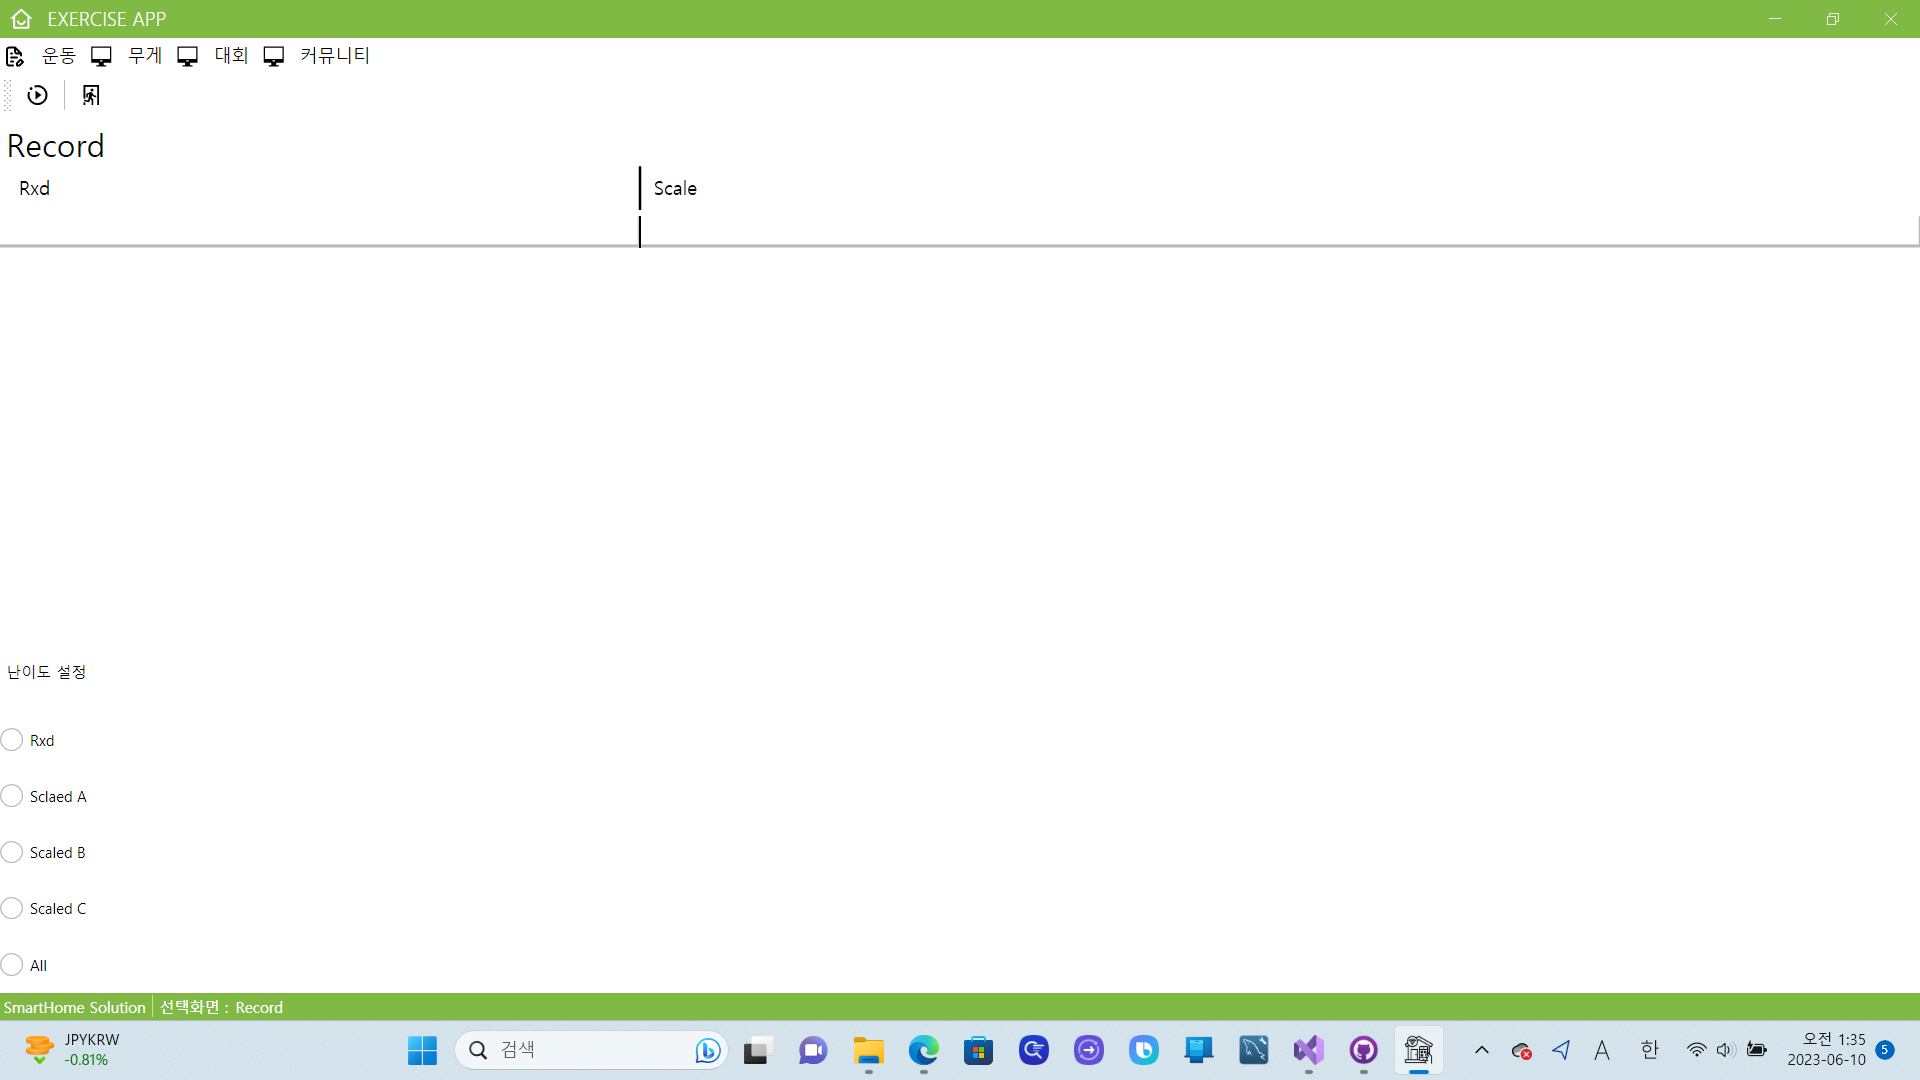 EXERCISE APP
운동 무게 대회 커뮤니티
Record
Rxd Scale
난이도 설정
Rxd
Sclaed A
Scaled B
Scaled C
All
SmartHome Solution 선택화면 : Record
JPYKRW
-0.81%
검색
A 한
오전 1:35
2023-06-10
5